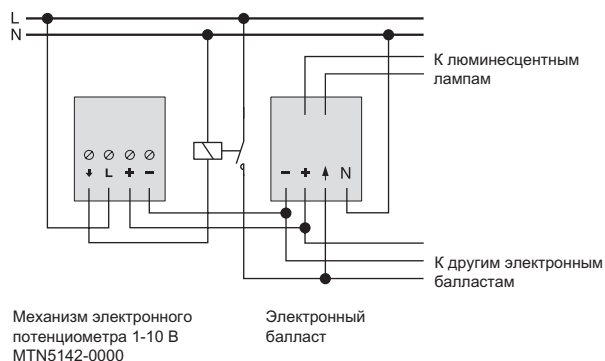 L
N
К люминесцентным
лампам
L + −
− + N
К другим электронным
балластам
Механизм электронного
потенциометра 1-10 В
MTN5142-0000
Электронный
балласт